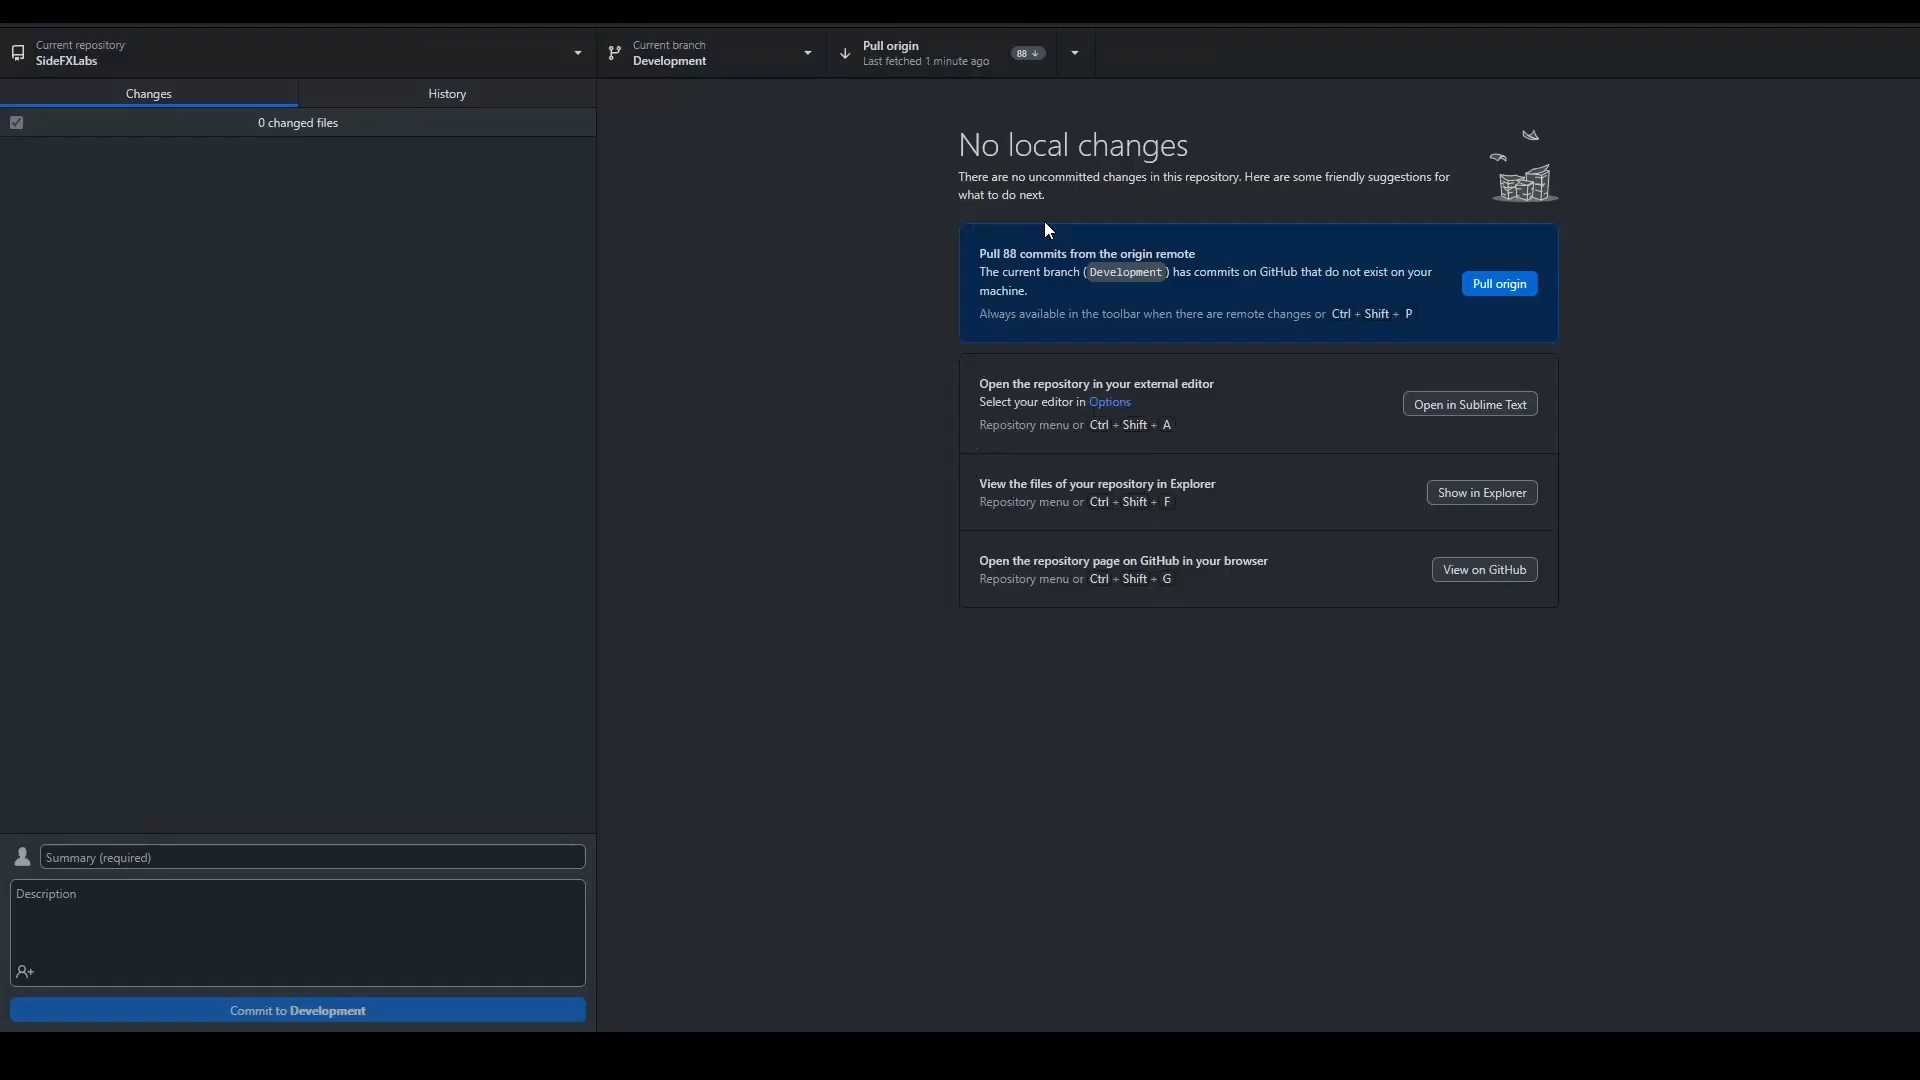 Current repository
SideFXLabs
Current branch
Development
Pull origin
Last fetched 1 minute ago
88 ↓
Changes
History
0 changed files
No local changes
There are no uncommitted changes in this repository. Here are some friendly suggestions for
what to do next.
Pull 88 commits from the origin remote
The current branch ( Development ) has commits on GitHub that do not exist on your
machine.
Always available in the toolbar when there are remote changes or Ctrl + Shift + P
Pull origin
Open the repository in your external editor
Select your editor in Options
Repository menu or Ctrl + Shift + A
Open in Sublime Text
View the files of your repository in Explorer
Repository menu or Ctrl + Shift + F
Show in Explorer
Open the repository page on GitHub in your browser
Repository menu or Ctrl + Shift + G
View on GitHub
Summary (required)
Description
Commit to Development